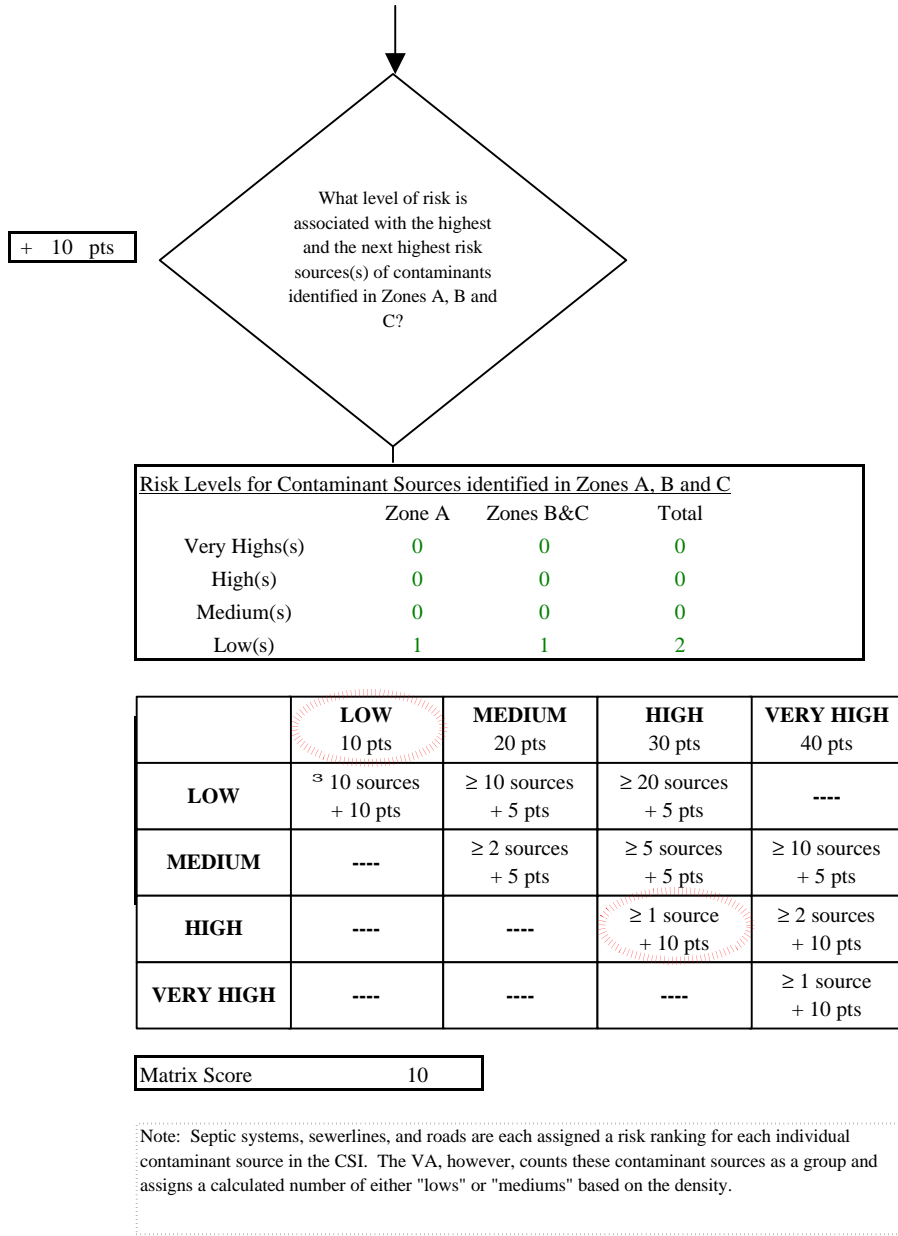 What level of risk is
associated with the highest
and the next highest risk
sources(s) of contaminants
identified in Zones A, B and
C?
+ 10 pts
Risk Levels for Contaminant Sources identified in Zones A, B and C
Zone A Zones B&C Total
Very Highs(s) 0 0 0
High(s) 0 0 0
Medium(s) 0 0 0
Low(s) 1 1 2
LOW MEDIUM HIGH VERY HIGH
10 pts 20 pts 30 pts 40 pts
LOW ³ 10 sources ≥ 10 sources ≥ 20 sources ----
+ 10 pts + 5 pts + 5 pts
MEDIUM ---- ≥ 2 sources ≥ 5 sources ≥ 10 sources
+ 5 pts + 5 pts + 5 pts
HIGH ---- ---- ≥ 1 source ≥ 2 sources
+ 10 pts + 10 pts
VERY HIGH ---- ---- ---- ≥ 1 source
+ 10 pts
Matrix Score 10
Note: Septic systems, sewerlines, and roads are each assigned a risk ranking for each individual
contaminant source in the CSI. The VA, however, counts these contaminant sources as a group and
assigns a calculated number of either "lows" or "mediums" based on the density.